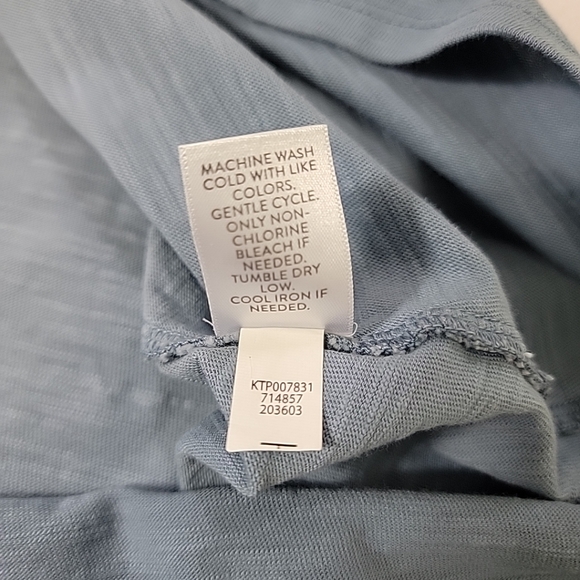 MACHINE WASH
COLD WITH LIKE
COLORS.
GENTLE CYCLE.
ONLY NON-
CHLORINE
BLEACH IF
NEEDED.
TUMBLE DRY
LOW.
COOL IRON IF
NEEDED.
KTP007831
714857
203603